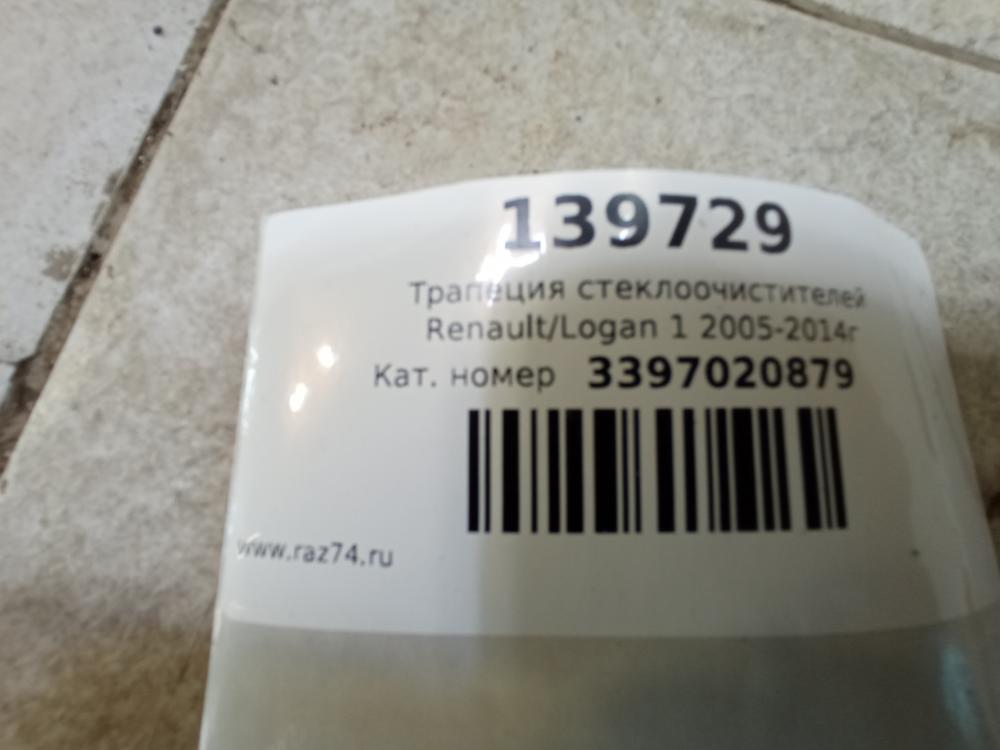 139729
Трапеция стеклоочистителей
Renault/Logan 1 2005-2014г
Кат. номер 3397020879
www.raz74.ru